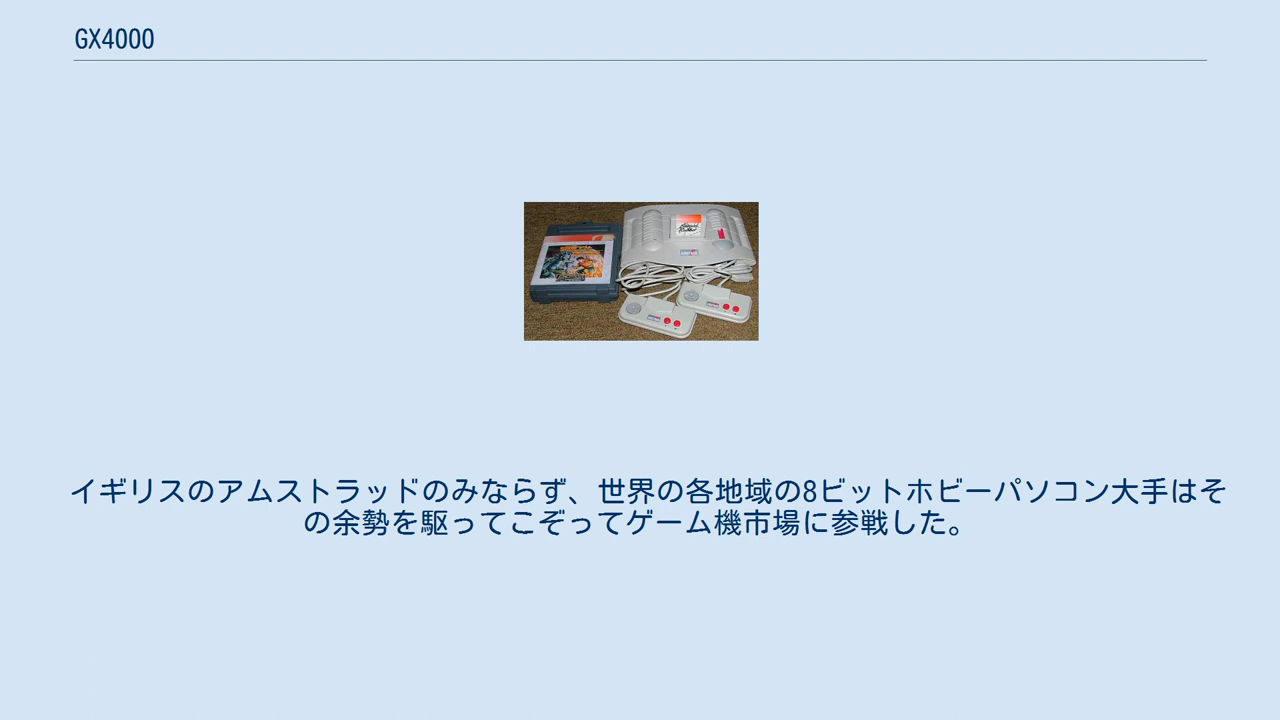 GX4000
イギリスのアムストラッドのみならず、世界の各地域の8ビットホビーパソコン大手はそ
の余勢を駆ってこぞってゲーム機市場に参戦した。